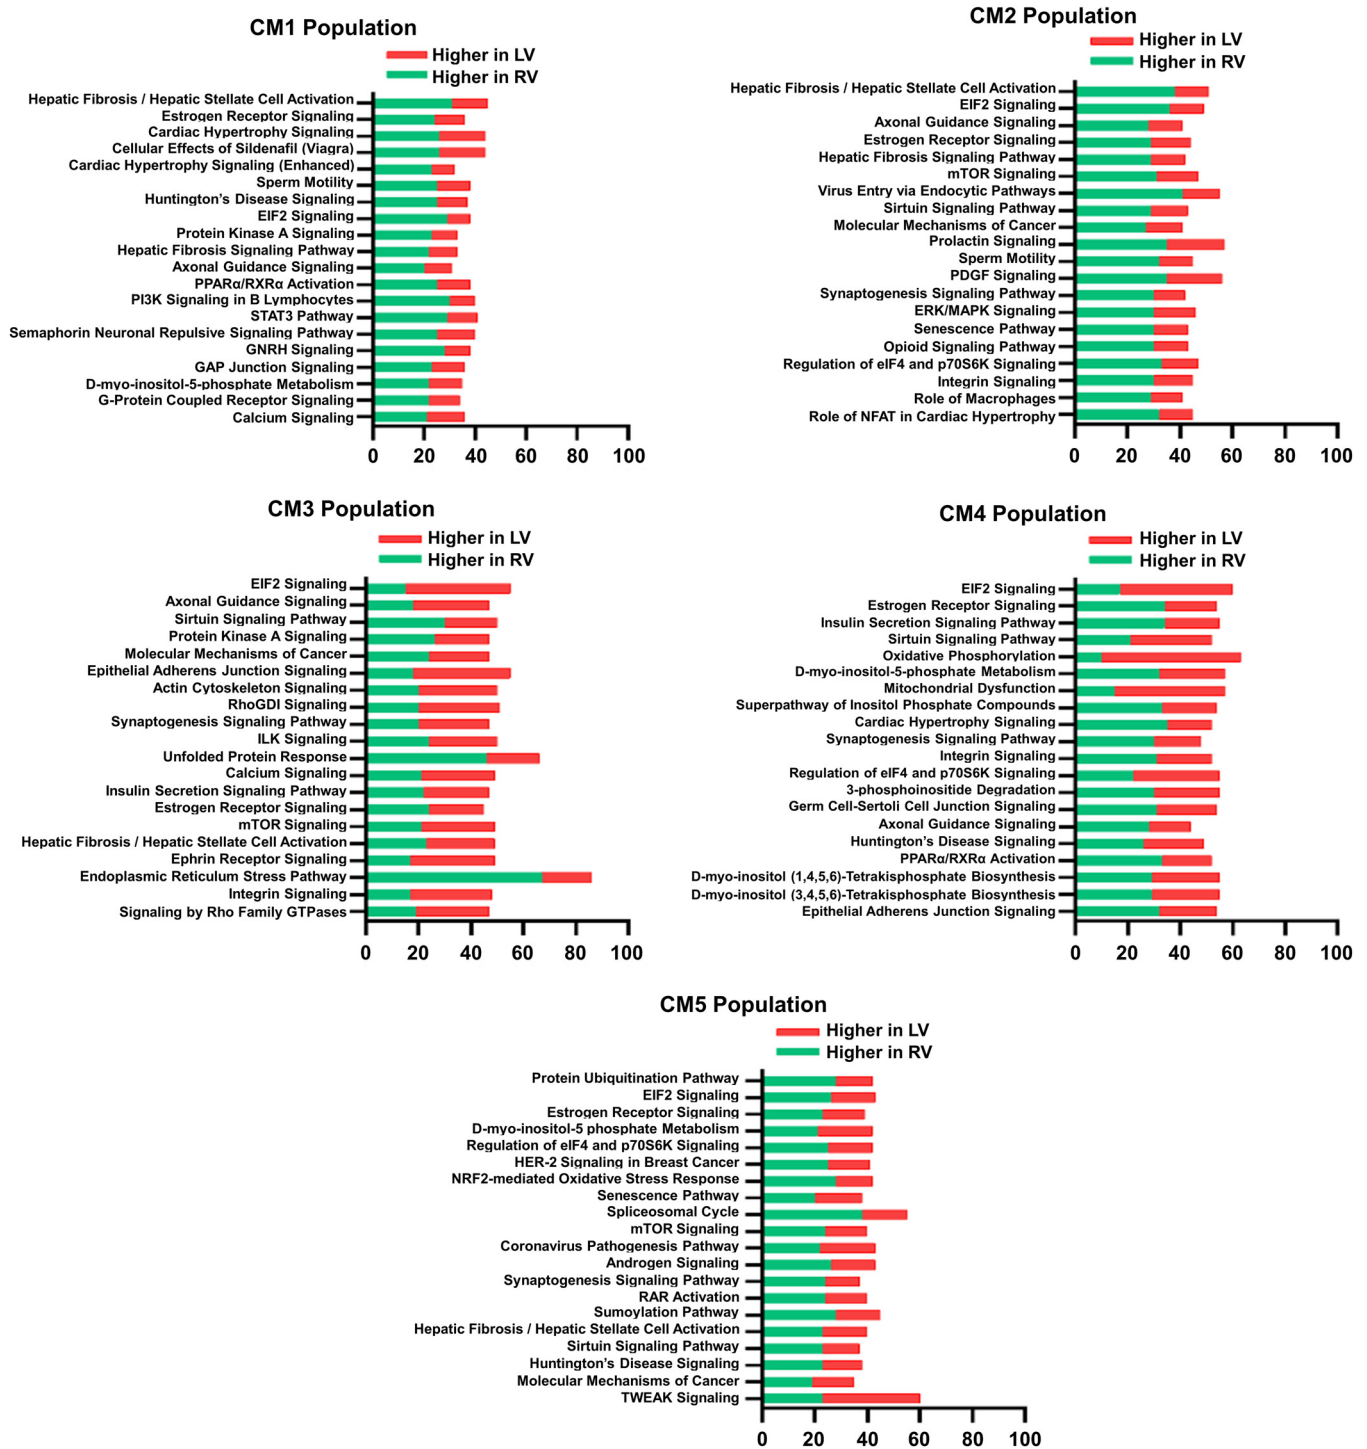 CM1 Population
Higher in LV
Higher in RV
Hepatic Fibrosis / Hepatic Stellate Cell Activation
Estrogen Receptor Signaling
Cardiac Hypertrophy Signaling
Cellular Effects of Sildenafil (Viagra)
Cardiac Hypertrophy Signaling (Enhanced)
Sperm Motility
Huntington's Disease Signaling
EIF2 Signaling
Protein Kinase A Signaling
Hepatic Fibrosis Signaling Pathway
Axonal Guidance Signaling
PPARα/RXRα Activation
PI3K Signaling in B Lymphocytes
STAT3 Pathway
Semaphorin Neuronal Repulsive Signaling Pathway
GNRH Signaling
GAP Junction Signaling
D-myo-inositol-5-phosphate Metabolism
G-Protein Coupled Receptor Signaling
Calcium Signaling
0 20 40 60 80 100
CM2 Population
Higher in LV
Higher in RV
Hepatic Fibrosis / Hepatic Stellate Cell Activation
EIF2 Signaling
Axonal Guidance Signaling
Estrogen Receptor Signaling
Hepatic Fibrosis Signaling Pathway
mTOR Signaling
Virus Entry via Endocytic Pathways
Sirtuin Signaling Pathway
Molecular Mechanisms of Cancer
Prolactin Signaling
Sperm Motility
PDGF Signaling
Synaptogenesis Signaling Pathway
ERK/MAPK Signaling
Senescence Pathway
Opioid Signaling Pathway
Regulation of eIF4 and p70S6K Signaling
Integrin Signaling
Role of Macrophages
Role of NFAT in Cardiac Hypertrophy
0 20 40 60 80 100
CM3 Population
Higher in LV
Higher in RV
EIF2 Signaling
Axonal Guidance Signaling
Sirtuin Signaling Pathway
Protein Kinase A Signaling
Molecular Mechanisms of Cancer
Epithelial Adherens Junction Signaling
Actin Cytoskeleton Signaling
RhoGDI Signaling
Synaptogenesis Signaling Pathway
ILK Signaling
Unfolded Protein Response
Calcium Signaling
Insulin Secretion Signaling Pathway
Estrogen Receptor Signaling
mTOR Signaling
Hepatic Fibrosis / Hepatic Stellate Cell Activation
Ephrin Receptor Signaling
Endoplasmic Reticulum Stress Pathway
Integrin Signaling
Signaling by Rho Family GTPases
0 20 40 60 80 100
CM4 Population
Higher in LV
Higher in RV
EIF2 Signaling
Estrogen Receptor Signaling
Insulin Secretion Signaling Pathway
Sirtuin Signaling Pathway
Oxidative Phosphorylation
D-myo-inositol-5-phosphate Metabolism
Mitochondrial Dysfunction
Superpathway of Inositol Phosphate Compounds
Cardiac Hypertrophy Signaling
Synaptogenesis Signaling Pathway
Integrin Signaling
Regulation of eIF4 and p70S6K Signaling
3-phosphoinositide Degradation
Germ Cell-Sertoli Cell Junction Signaling
Axonal Guidance Signaling
Huntington's Disease Signaling
PPARα/RXRα Activation
D-myo-inositol (1,4,5,6)-Tetrakisphosphate Biosynthesis
D-myo-inositol (3,4,5,6)-Tetrakisphosphate Biosynthesis
Epithelial Adherens Junction Signaling
0 20 40 60 80 100
CM5 Population
Higher in LV
Higher in RV
Protein Ubiquitination Pathway
EIF2 Signaling
Estrogen Receptor Signaling
D-myo-inositol-5 phosphate Metabolism
Regulation of eIF4 and p70S6K Signaling
HER-2 Signaling in Breast Cancer
NRF2-mediated Oxidative Stress Response
Senescence Pathway
Spliceosomal Cycle
mTOR Signaling
Coronavirus Pathogenesis Pathway
Androgen Signaling
Synaptogenesis Signaling Pathway
RAR Activation
Sumoylation Pathway
Hepatic Fibrosis / Hepatic Stellate Cell Activation
Sirtuin Signaling Pathway
Huntington's Disease Signaling
Molecular Mechanisms of Cancer
TWEAK Signaling
0 20 40 60 80 100